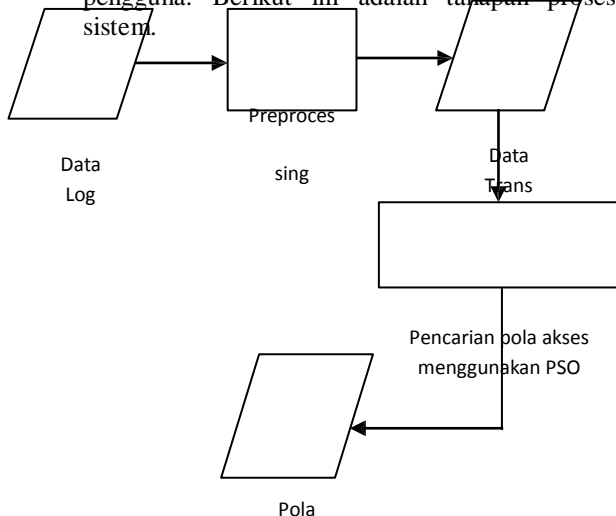 pengguna. Berikut ini adalah tahapan proses
sistem.
Data
Log
Preproces
sing
Data
Trans
Pencarian pola akses
menggunakan PSO
Pola